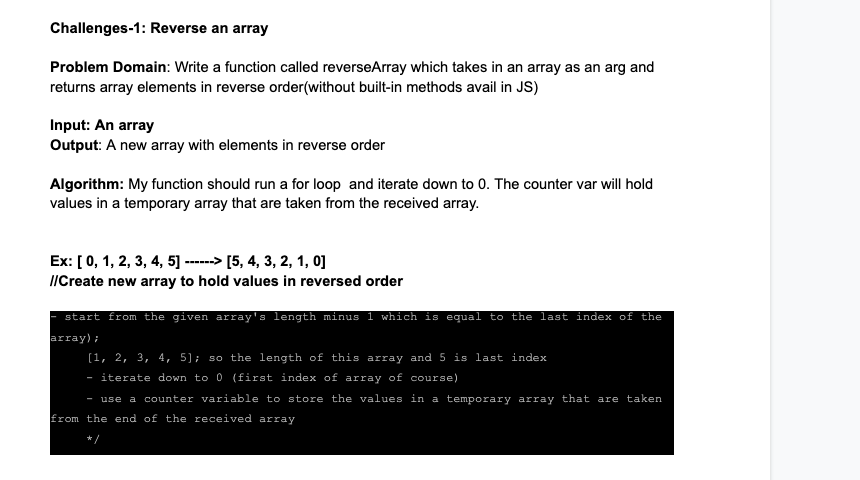 Challenges-1: Reverse an array
Problem Domain: Write a function called reverseArray which takes in an array as an arg and
returns array elements in reverse order(without built-in methods avail in JS)
Input: An array
Output: A new array with elements in reverse order
Algorithm: My function should run a for loop  and iterate down to 0. The counter var will hold
values in a temporary array that are taken from the received array.
Ex: [ 0, 1, 2, 3, 4, 5] ------> [5, 4, 3, 2, 1, 0]
//Create new array to hold values in reversed order
- start from the given array's length minus 1 which is equal to the last index of the
array);
[1, 2, 3, 4, 5]; so the length of this array and 5 is last index
- iterate down to 0 (first index of array of course)
- use a counter variable to store the values in a temporary array that are taken
from the end of the received array
*/